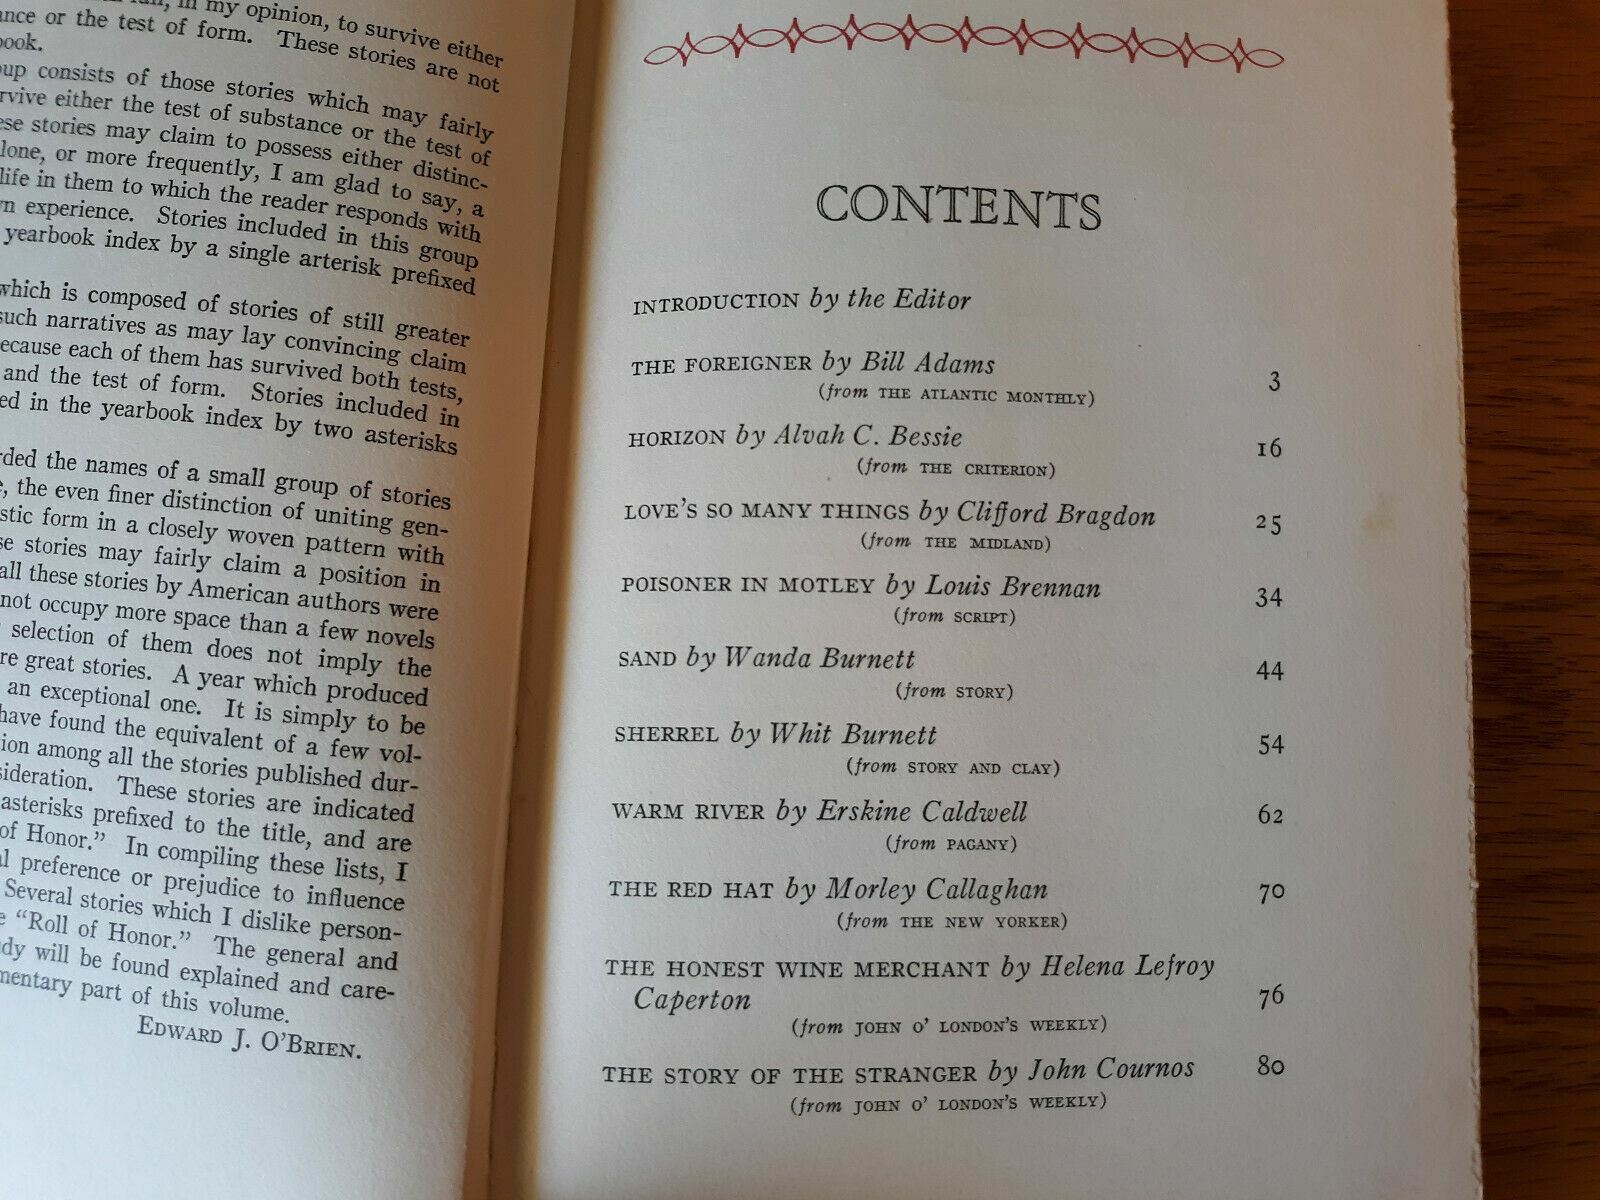 in my opinion, to survive either
ance or the test of form. These stories are not
book.
oup consists of those stories which may fairly
rvive either the test of substance or the test of
ese stories may claim to possess either distinc-
lone, or more frequently, I am glad to say, a
life in them to which the reader responds with
n experience. Stories included in this group
yearbook index by a single arterisk prefixed
which is composed of stories of still greater
such narratives as may lay convincing claim
ecause each of them has survived both tests,
and the test of form. Stories included in
ed in the yearbook index by two asterisks
rded the names of a small group of stories
e, the even finer distinction of uniting gen-
stic form in a closely woven pattern with
se stories may fairly claim a position in
all these stories by American authors were
not occupy more space than a few novels
selection of them does not imply the
re great stories. A year which produced
an exceptional one. It is simply to be
have found the equivalent of a few vol-
tion among all the stories published dur-
sideration. These stories are indicated
asterisks prefixed to the title, and are
of Honor." In compiling these lists, I
al preference or prejudice to influence
Several stories which I dislike person-
e "Roll of Honor." The general and
dy will be found explained and care-
mentary part of this volume.
EDWARD J. O'BRIEN.
CONTENTS
INTRODUCTION by the Editor
THE FOREIGNER by Bill Adams 3
(from THE ATLANTIC MONTHLY)
HORIZON by Alvah C. Bessie 16
(from THE CRITERION)
LOVE'S SO MANY THINGS by Clifford Bragdon 25
(from THE MIDLAND)
POISONER IN MOTLEY by Louis Brennan 34
(from SCRIPT)
SAND by Wanda Burnett 44
(from STORY)
SHERREL by Whit Burnett 54
(from STORY AND CLAY)
WARM RIVER by Erskine Caldwell 62
(from PAGANY)
THE RED HAT by Morley Callaghan 70
(from THE NEW YORKER)
THE HONEST WINE MERCHANT by Helena Lefroy
Caperton 76
(from JOHN O' LONDON'S WEEKLY)
THE STORY OF THE STRANGER by John Cournos 80
(from JOHN O' LONDON'S WEEKLY)